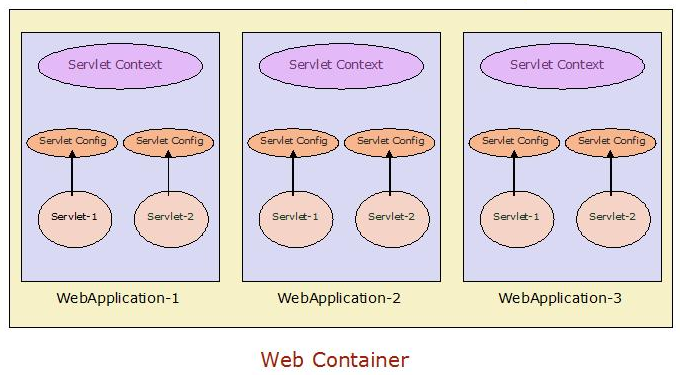 Servlet Context Servlet Context Servlet Context
Servlet Config Servlet Config Servlet Config Servlet Config Servlet Config Servlet Config
Servlet-1 Servlet-2 Servlet-1 Servlet-2 Servlet-1 Servlet-2
WebApplication-1 WebApplication-2 WebApplication-3
Web Container